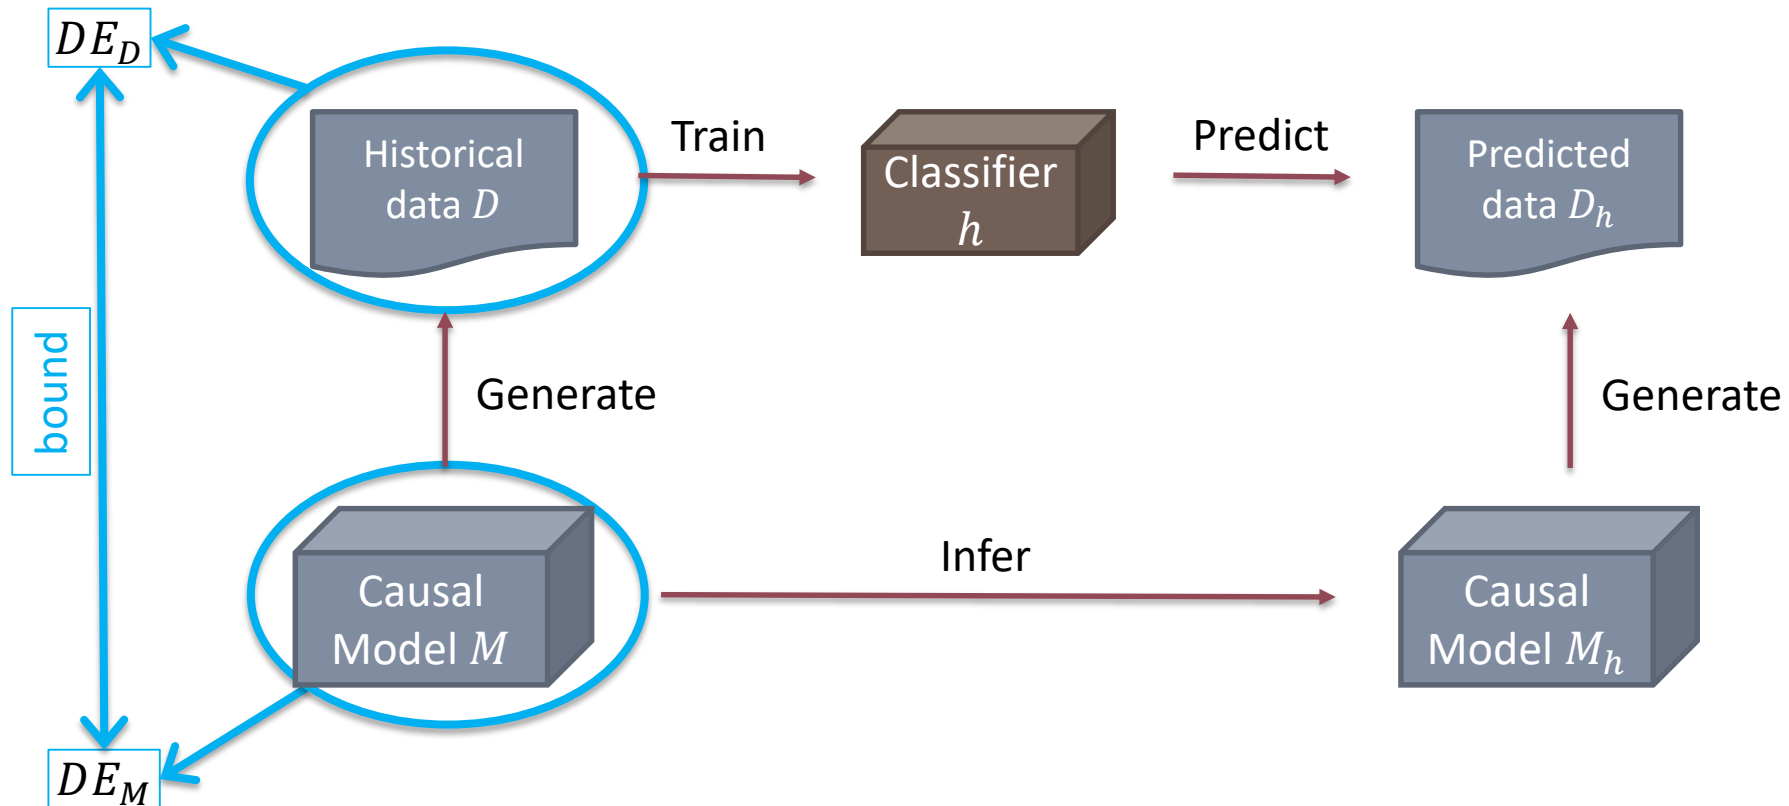 DE_D
Historical
data D
Train
Classifier
h
Predict
Predicted
data D_h
bound
Generate
Generate
Causal
Model M
Infer
Causal
Model M_h
DE_M